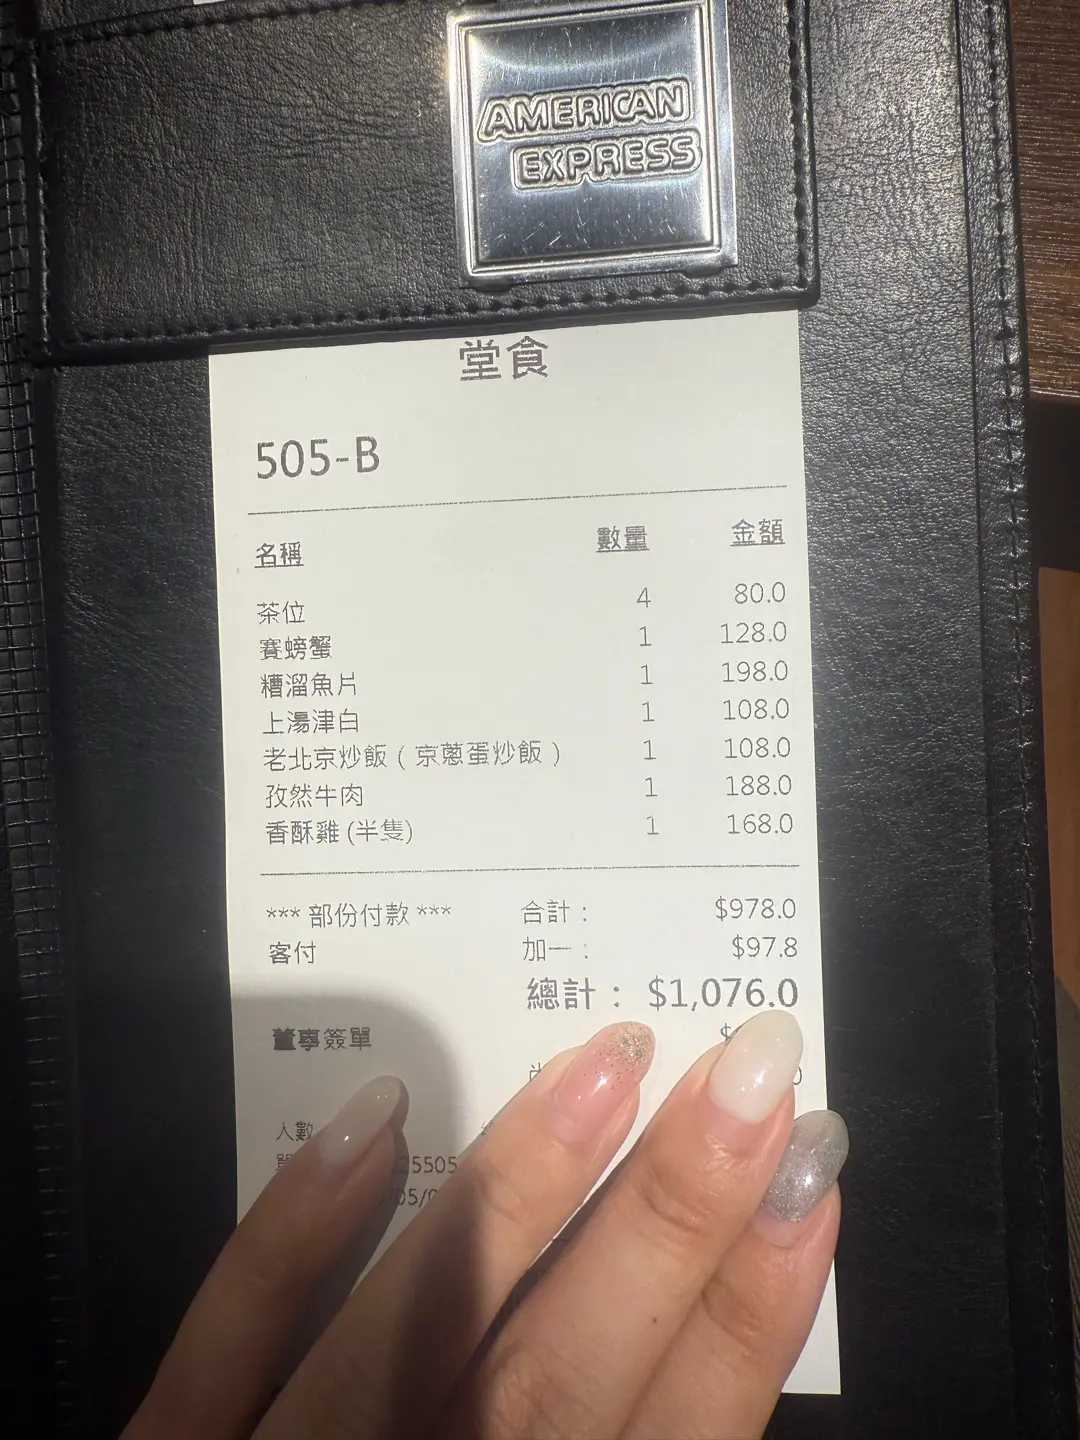 AMERICAN
EXPRESS
堂食
505-B
名稱 數量 金額
茶位 4 80.0
賽螃蟹 1 128.0
糟溜魚片 1 198.0
上湯津白 1 108.0
老北京炒飯（京蔥蛋炒飯） 1 108.0
孜然牛肉 1 188.0
香酥雞(半隻) 1 168.0
*** 部份付款 *** 合計： $978.0
客付 加一： $97.8
總計： $1,076.0
董事簽單 $
人數
25505
/05/0